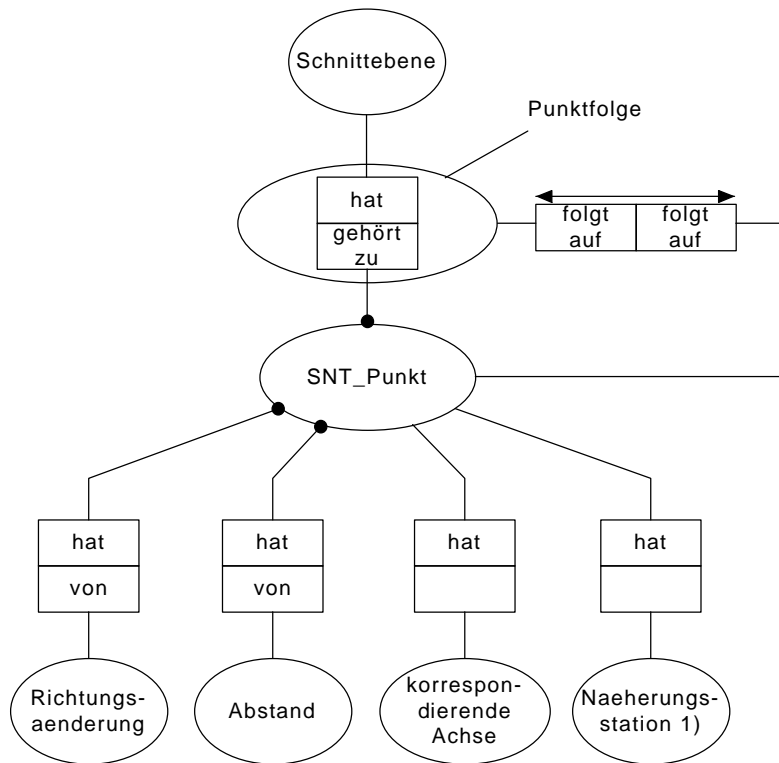 Schnittebene
Punktfolge
hat
gehört
zu
folgt
auf
folgt
auf
SNT_Punkt
hat
von
hat
von
hat
hat
Richtungs-
aenderung
Abstand
korrespon-
dierende
Achse
Naeherungs-
station 1)